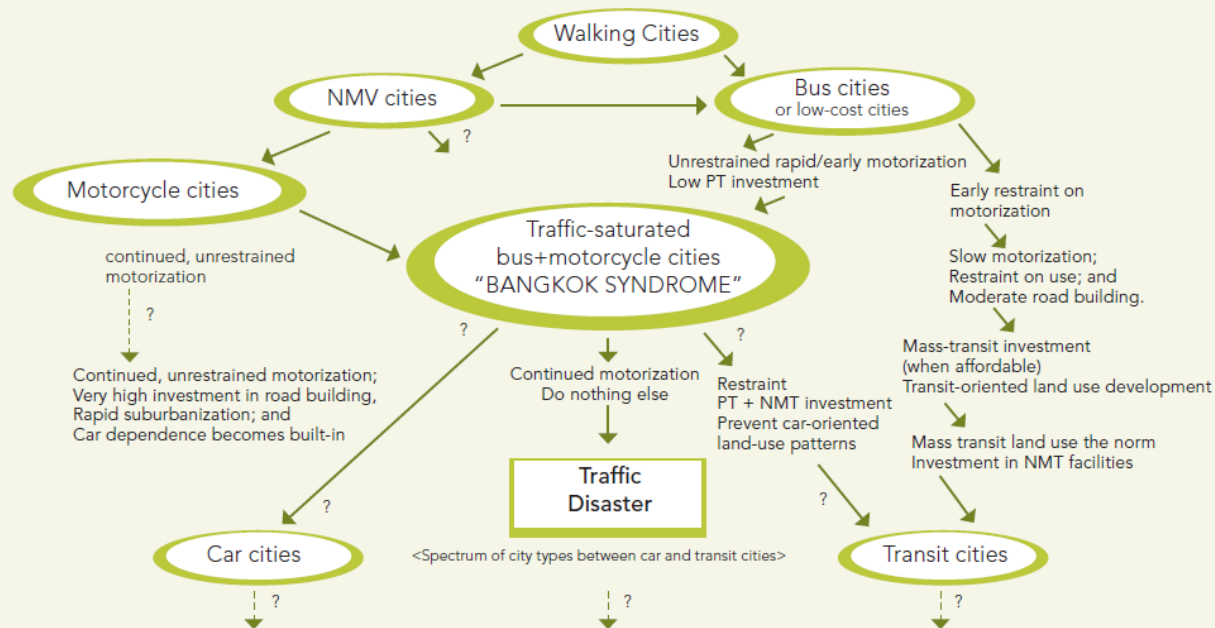 Walking Cities
NMV cities
Bus cities
or low-cost cities
?
Motorcycle cities
Unrestrained rapid/early motorization
Low PT investment
Early restraint on
motorization
Traffic-saturated
bus+motorcycle cities
“BANGKOK SYNDROME“
continued, unrestrained
motorization
?
Slow motorization;
Restraint on use; and
Moderate road building.
?
?
Continued, unrestrained motorization;
Very high investment in road building,
Rapid suburbanization; and
Car dependence becomes built-in
Continued motorization
Do nothing else
Restraint
PT + NMT investment
Prevent car-oriented
land-use patterns
Mass-transit investment
(when affordable)
Transit-oriented land use development
Mass transit land use the norm
Investment in NMT facilities
Traffic
Disaster
?
?
Car cities
<Spectrum of city types between car and transit cities>
Transit cities
?
?
?